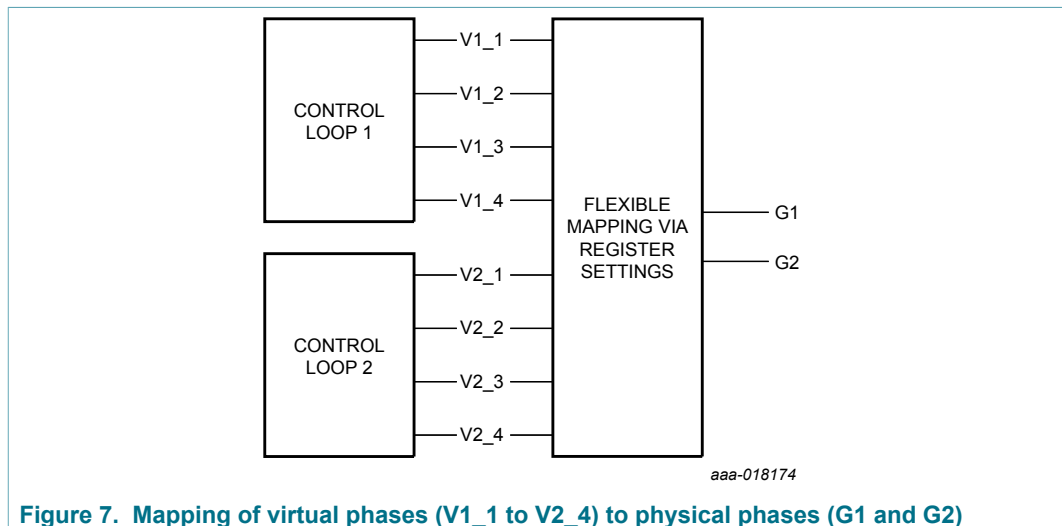 CONTROL
LOOP 1
V1_1
V1_2
V1_3
V1_4
CONTROL
LOOP 2
V2_1
V2_2
V2_3
V2_4
FLEXIBLE
MAPPING VIA
REGISTER
SETTINGS
G1
G2
aaa-018174
Figure 7. Mapping of virtual phases (V1_1 to V2_4) to physical phases (G1 and G2)